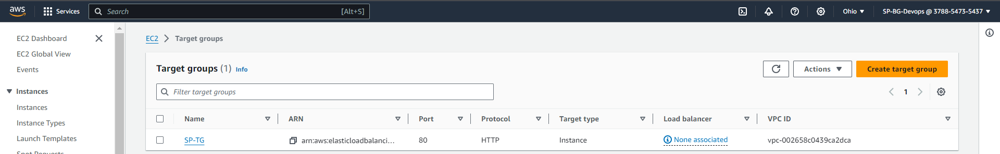 aws Services Search [Alt+S] Ohio SP-BG-Devops @ 3788-5473-5437
EC2 Dashboard
EC2 Global View
Events
Instances
Instances
Instance Types
Launch Templates
Spot Requests
EC2 > Target groups
Target groups (1) Info
Actions Create target group
Filter target groups
1
Name ARN Port Protocol Target type Load balancer VPC ID
SP-TG arn:aws:elasticloadbalanci... 80 HTTP Instance None associated vpc-002658c0439ca2dca